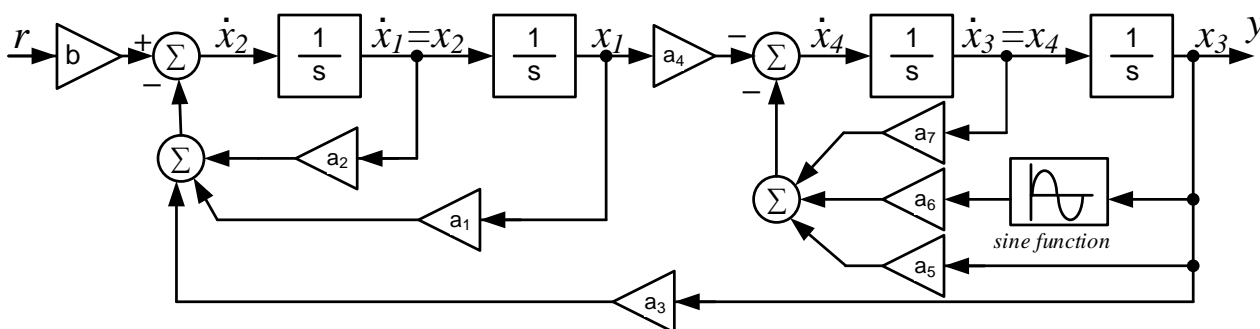 r b + − Σ ẋ₂ 1/s ẋ₁=x₂ 1/s x₁ a₄ − − Σ ẋ₄ 1/s ẋ₃=x₄ 1/s x₃ y
a₇
Σ a₂
Σ a₆
a₁
sine function
a₅
a₃